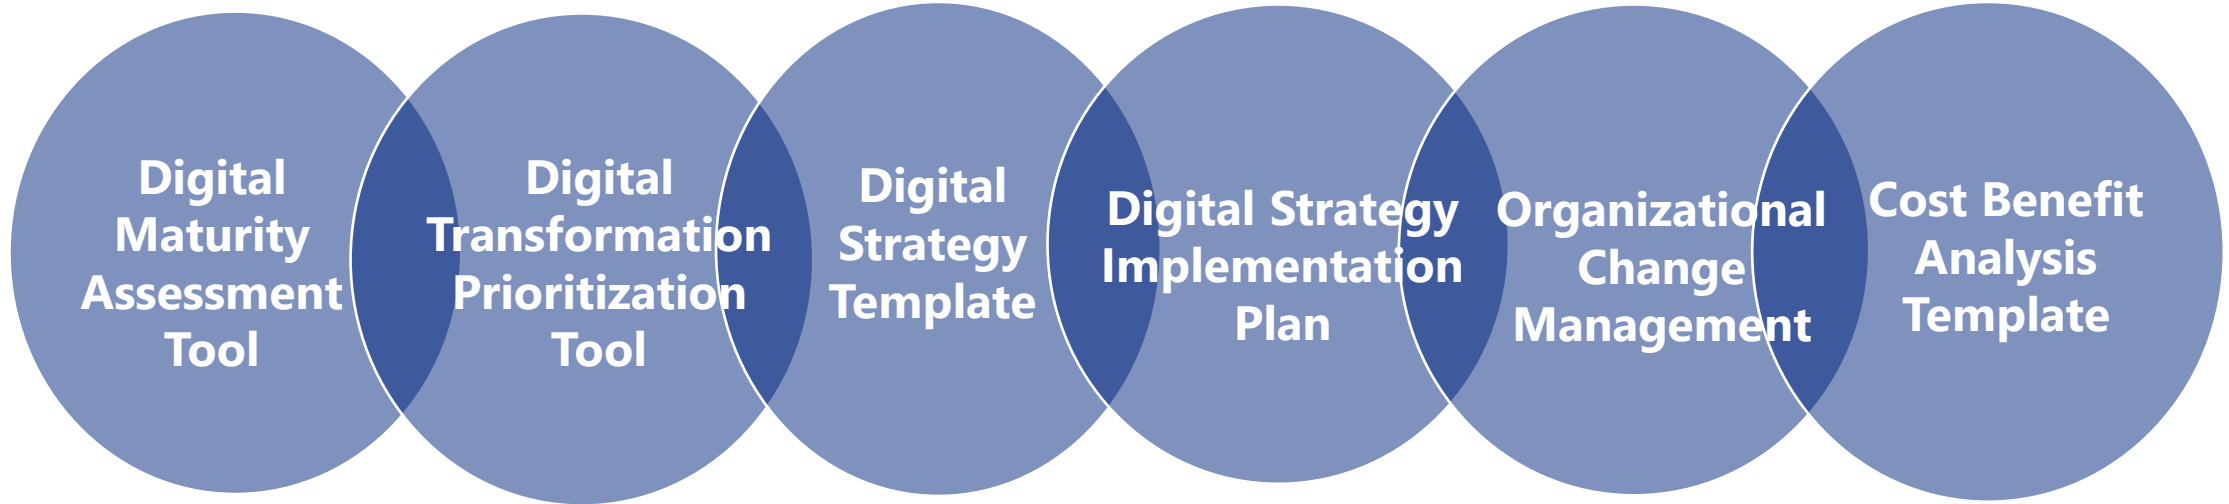 Digital
Maturity
Assessment
Tool
Digital
Transformation
Prioritization
Tool
Digital
Strategy
Template
Digital Strategy
Implementation
Plan
Organizational
Change
Management
Cost Benefit
Analysis
Template